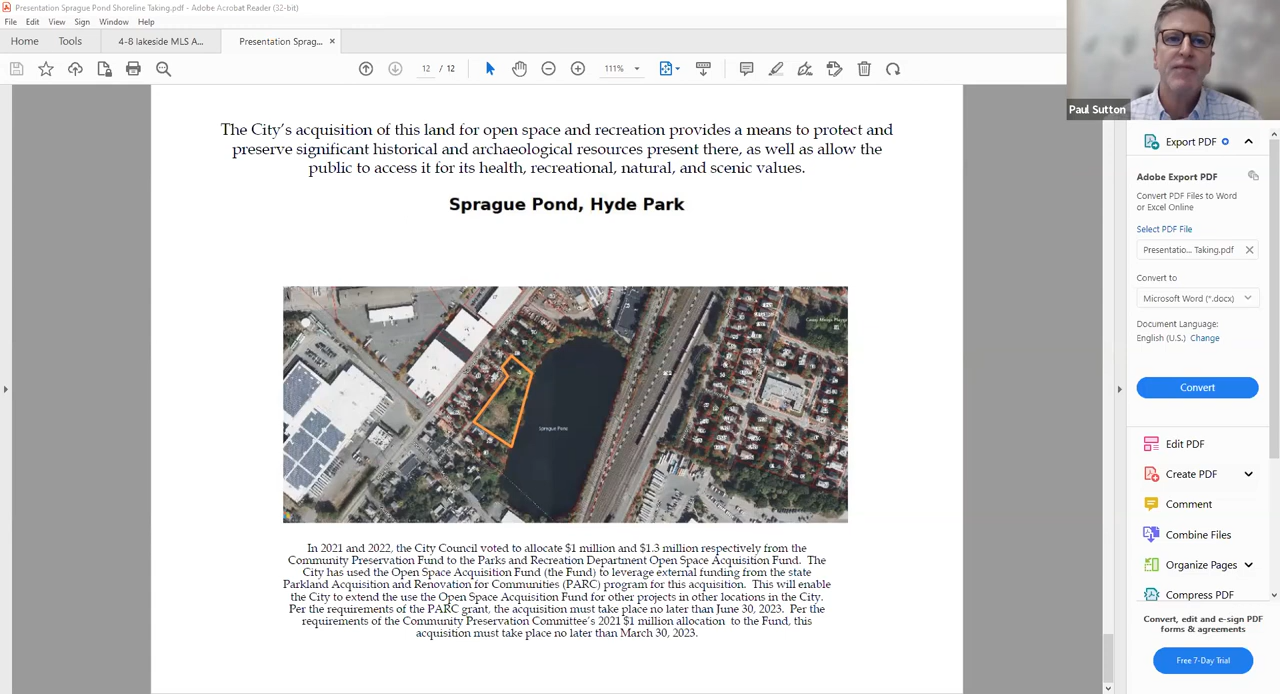 Presentation Sprague Pond Shoreline Taking.pdf - Adobe Acrobat Reader (32-bit)
File Edit View Sign Window Help
Home Tools 4-8 lakeside MLS A... Presentation Sprag... ×
12 / 12 111%
Paul Sutton
The City's acquisition of this land for open space and recreation provides a means to protect and
preserve significant historical and archaeological resources present there, as well as allow the
public to access it for its health, recreational, natural, and scenic values.
Sprague Pond, Hyde Park
Sprague Pond
In 2021 and 2022, the City Council voted to allocate $1 million and $1.3 million respectively from the
Community Preservation Fund to the Parks and Recreation Department Open Space Acquisition Fund. The
City has used the Open Space Acquisition Fund (the Fund) to leverage external funding from the state
Parkland Acquisition and Renovation for Communities (PARC) program for this acquisition. This will enable
the City to extend the use the Open Space Acquisition Fund for other projects in other locations in the City.
Per the requirements of the PARC grant, the acquisition must take place no later than June 30, 2023. Per the
requirements of the Community Preservation Committee's 2021 $1 million allocation to the Fund, this
acquisition must take place no later than March 30, 2023.
Export PDF
Adobe Export PDF
Convert PDF Files to Word
or Excel Online
Select PDF File
Presentatio... Taking.pdf
Convert to
Microsoft Word (*.docx)
Document Language:
English (U.S.) Change
Convert
Edit PDF
Create PDF
Comment
Combine Files
Organize Pages
Compress PDF
Convert, edit and e-sign PDF
forms & agreements
Free 7-Day Trial